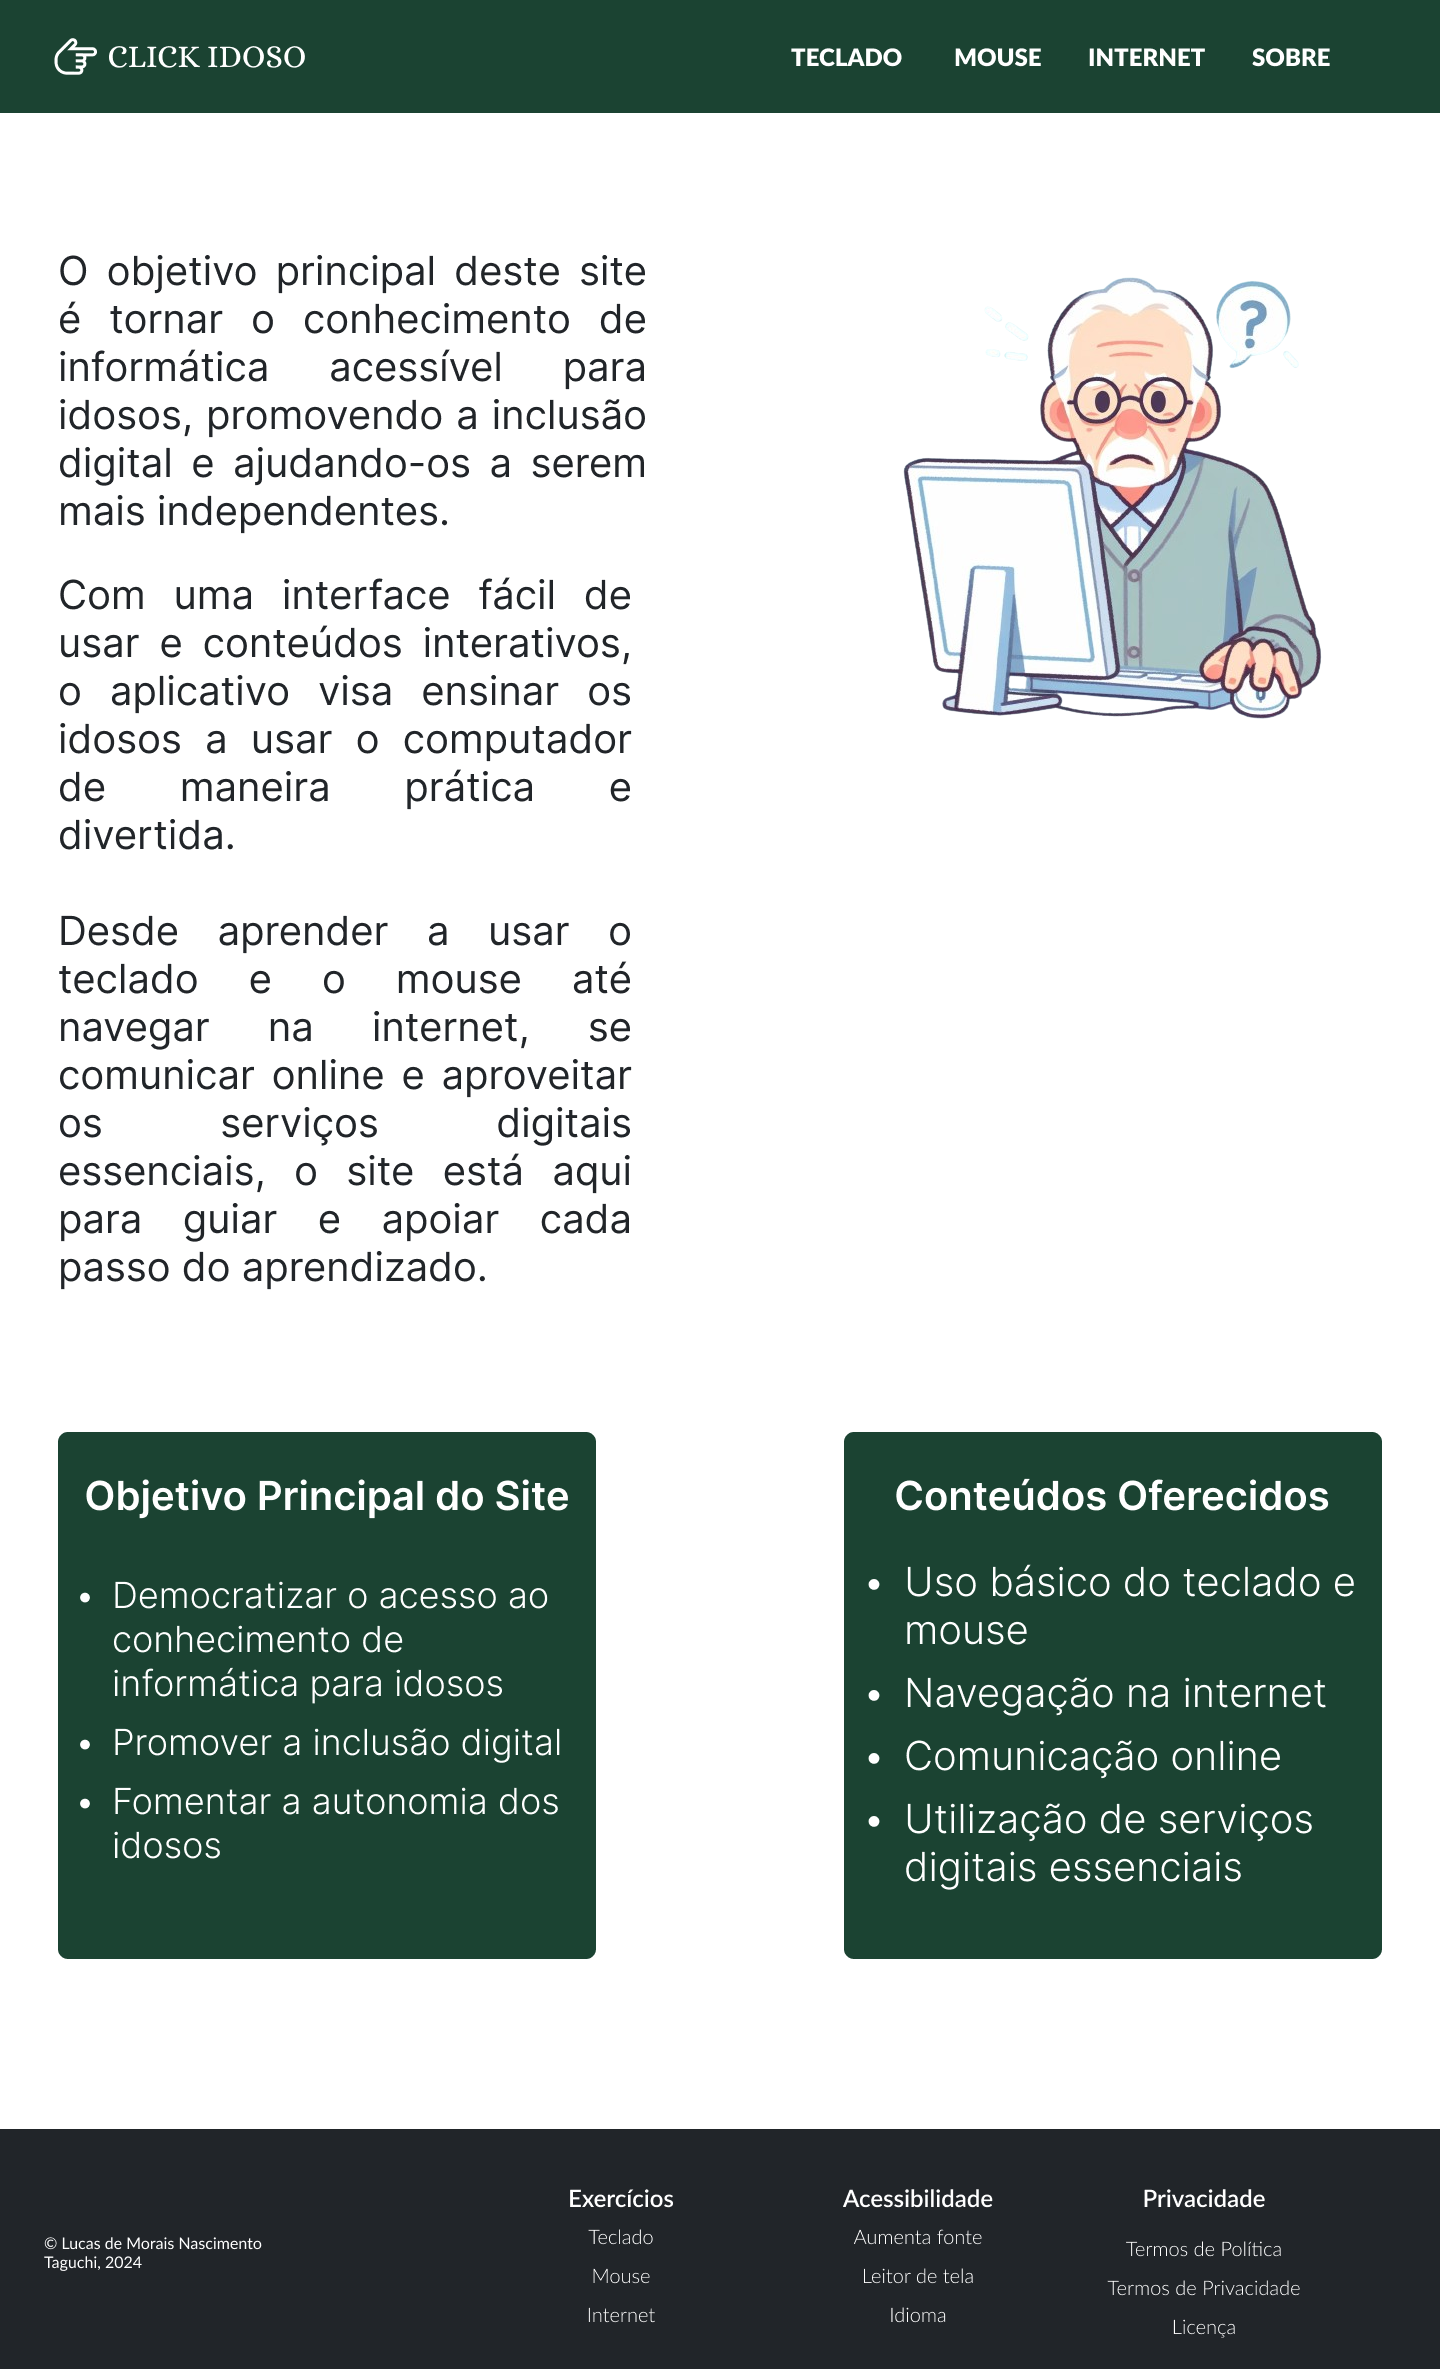 CLICK IDOSO
TECLADO MOUSE INTERNET SOBRE
O objetivo principal deste site
é tornar o conhecimento de
informática acessível para
idosos, promovendo a inclusão
digital e ajudando-os a serem
mais independentes.
?
Com uma interface fácil de
usar e conteúdos interativos,
o aplicativo visa ensinar os
idosos a usar o computador
de maneira prática e
divertida.
Desde aprender a usar o
teclado e o mouse até
navegar na internet, se
comunicar online e aproveitar
os serviços digitais
essenciais, o site está aqui
para guiar e apoiar cada
passo do aprendizado.
Objetivo Principal do Site
• Democratizar o acesso ao
conhecimento de
informática para idosos
• Promover a inclusão digital
• Fomentar a autonomia dos
idosos
Conteúdos Oferecidos
• Uso básico do teclado e
mouse
• Navegação na internet
• Comunicação online
• Utilização de serviços
digitais essenciais
© Lucas de Morais Nascimento
Taguchi, 2024
Exercícios
Teclado
Mouse
Internet
Acessibilidade
Aumenta fonte
Leitor de tela
Idioma
Privacidade
Termos de Política
Termos de Privacidade
Licença